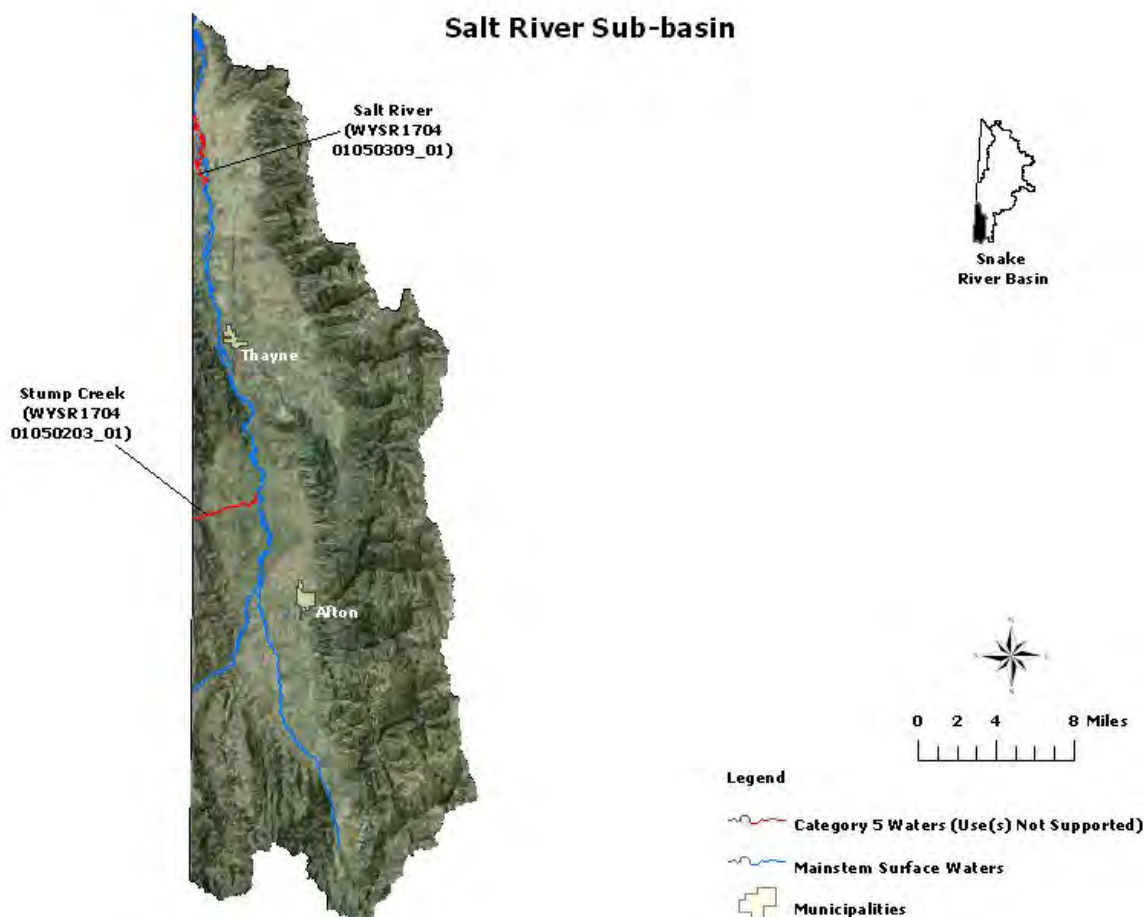 Salt River Sub-basin
Salt River
(WYSR1704
01050309_01)
Snake
River Basin
Thayne
Stump Creek
(WYSR1704
01050203_01)
Afton
0 2 4 8 Miles
Legend
Category 5 Waters (Use(s) Not Supported)
Mainstem Surface Waters
Municipalities